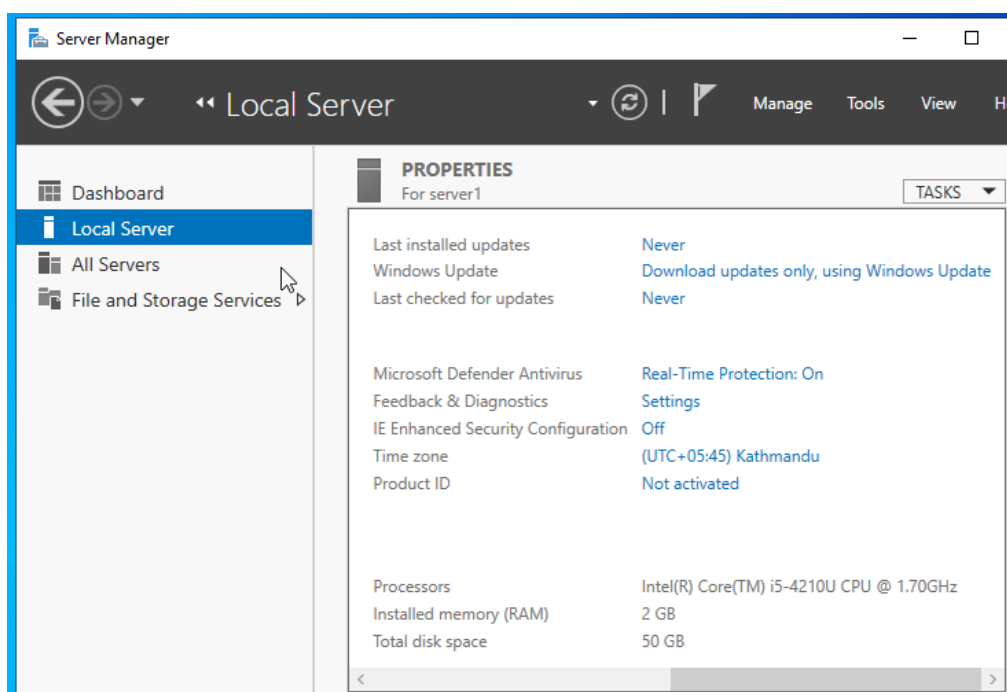 Server Manager
Local Server
Manage Tools View H
Dashboard
Local Server
All Servers
File and Storage Services
PROPERTIES
For server1
TASKS
Last installed updates Never
Windows Update Download updates only, using Windows Update
Last checked for updates Never
Microsoft Defender Antivirus Real-Time Protection: On
Feedback & Diagnostics Settings
IE Enhanced Security Configuration Off
Time zone (UTC+05:45) Kathmandu
Product ID Not activated
Processors Intel(R) Core(TM) i5-4210U CPU @ 1.70GHz
Installed memory (RAM) 2 GB
Total disk space 50 GB